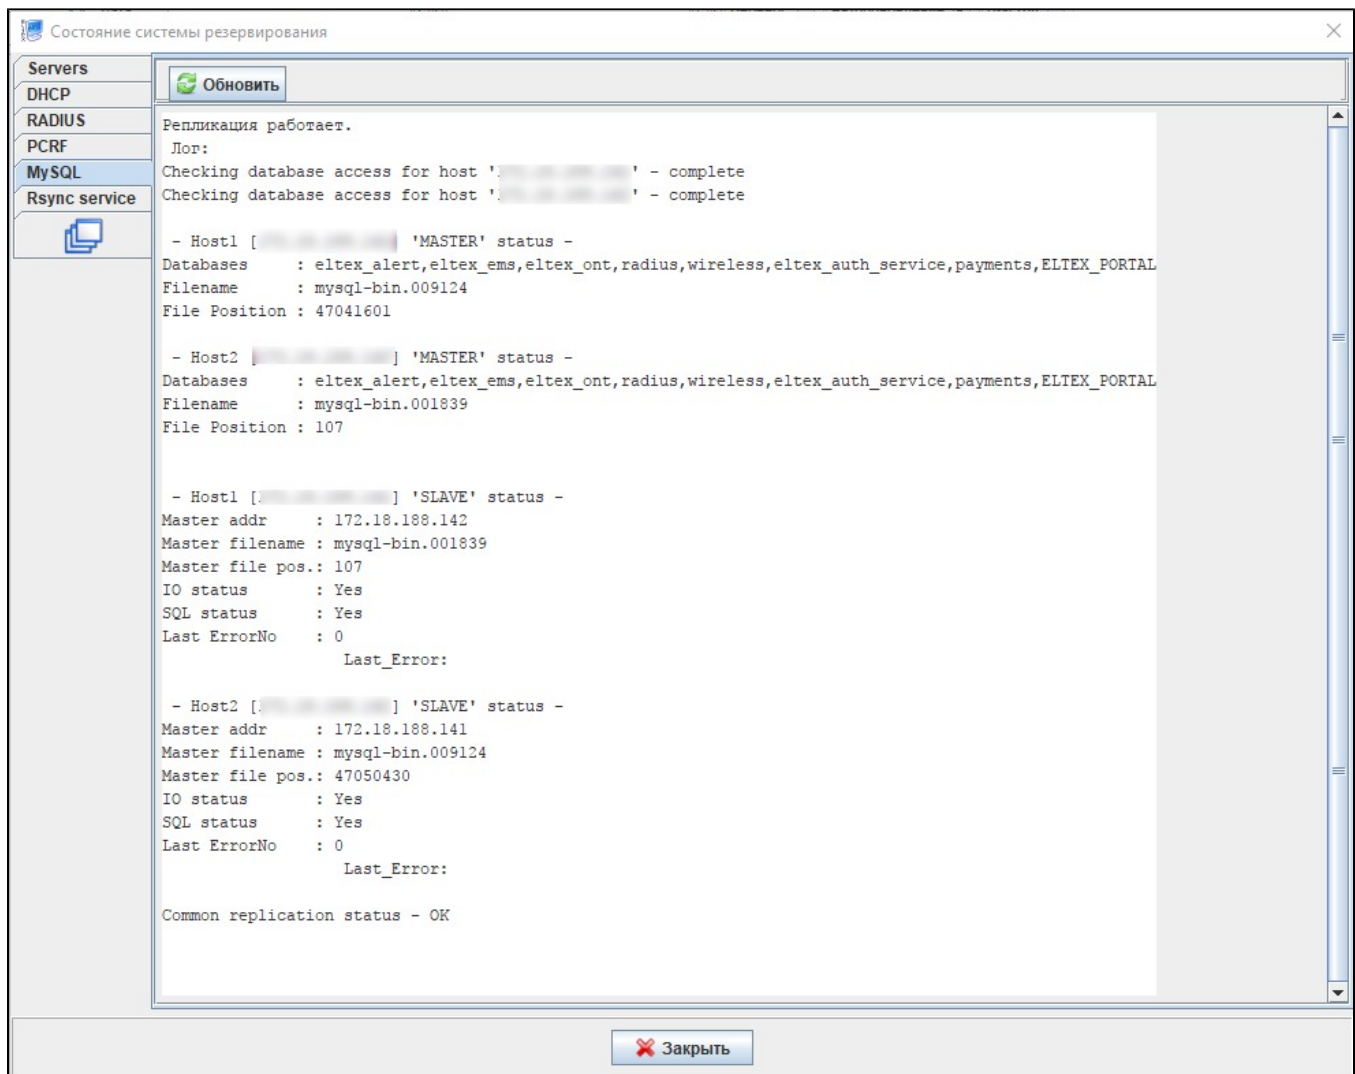 Состояние системы резервирования
Servers
DHCP
RADIUS
PCRF
MySQL
Rsync service
Обновить
Репликация работает.
Лог:
Checking database access for host '                ' - complete
Checking database access for host '                ' - complete
- Host1 [                ] 'MASTER' status -
Databases      : eltex_alert,eltex_ems,eltex_ont,radius,wireless,eltex_auth_service,payments,ELTEX_PORTAL
Filename       : mysql-bin.009124
File Position : 47041601
- Host2 [                ] 'MASTER' status -
Databases      : eltex_alert,eltex_ems,eltex_ont,radius,wireless,eltex_auth_service,payments,ELTEX_PORTAL
Filename       : mysql-bin.001839
File Position : 107
- Host1 [                ] 'SLAVE' status -
Master addr     : 172.18.188.142
Master filename : mysql-bin.001839
Master file pos.: 107
IO status       : Yes
SQL status      : Yes
Last ErrorNo    : 0
Last_Error:
- Host2 [                ] 'SLAVE' status -
Master addr     : 172.18.188.141
Master filename : mysql-bin.009124
Master file pos.: 47050430
IO status       : Yes
SQL status      : Yes
Last ErrorNo    : 0
Last_Error:
Common replication status - OK
Закрыть